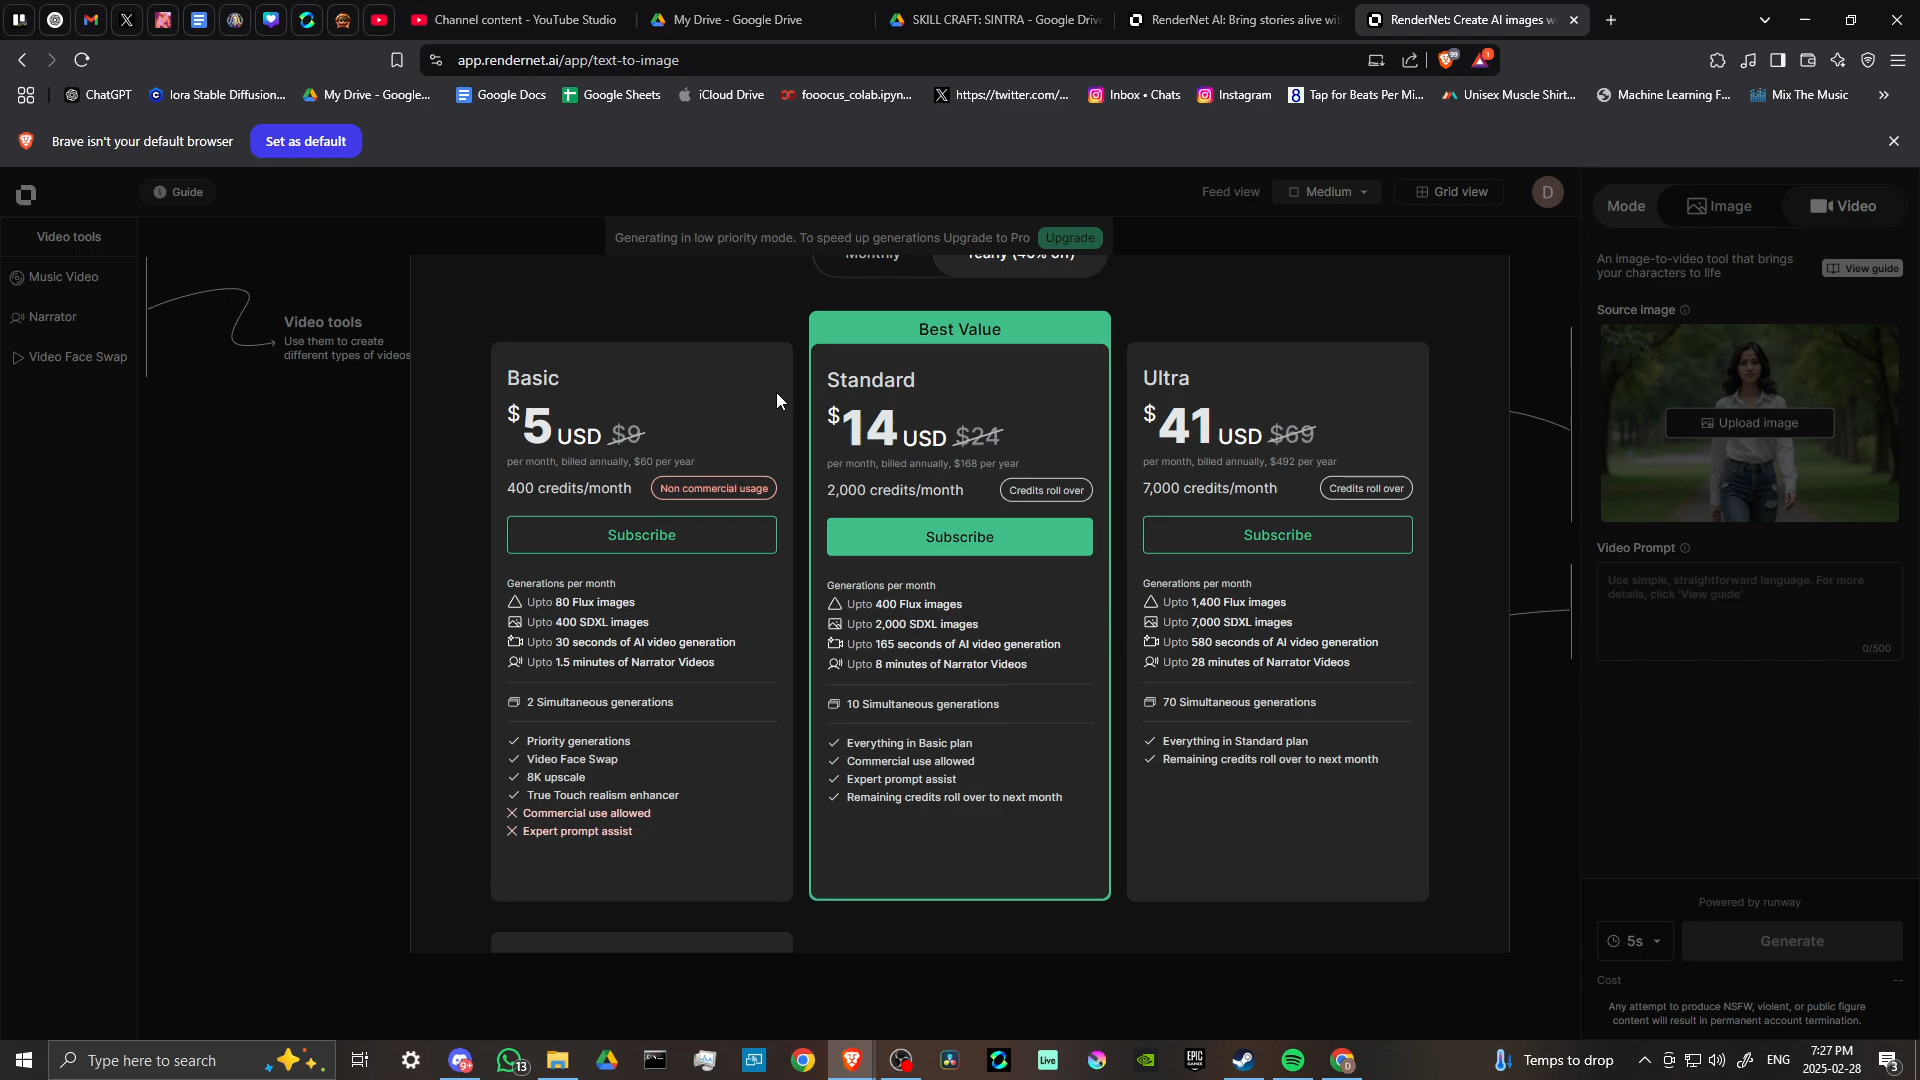 Channel content - YouTube Studio
My Drive - Google Drive
SKILL CRAFT: SINTRA - Google Drive
RenderNet AI: Bring stories alive wit
RenderNet: Create AI images w
app.rendernet.ai/app/text-to-image
99
1
ChatGPT
lora Stable Diffusion...
My Drive - Google...
Google Docs
Google Sheets
iCloud Drive
fooocus_colab.ipyn...
https://twitter.com/...
Inbox • Chats
Instagram
Tap for Beats Per Mi...
Unisex Muscle Shirt...
Machine Learning F...
Mix The Music
Brave isn't your default browser
Set as default
Guide
Feed view
Medium
Grid view
D
Mode
Image
Video
Video tools
Generating in low priority mode. To speed up generations Upgrade to Pro
Upgrade
Monthly
Yearly (40% off)
Music Video
Narrator
Video Face Swap
Video tools
Use them to create
different types of videos
An image-to-video tool that brings
your characters to life
View guide
Source image
Upload image
Video Prompt
Use simple, straightforward language. For more
details, click 'View guide'
0/500
Best Value
Basic
$5 USD $9
per month, billed annually, $60 per year
400 credits/month
Non commercial usage
Subscribe
Generations per month
Upto 80 Flux images
Upto 400 SDXL images
Upto 30 seconds of AI video generation
Upto 1.5 minutes of Narrator Videos
2 Simultaneous generations
Priority generations
Video Face Swap
8K upscale
True Touch realism enhancer
Commercial use allowed
Expert prompt assist
Standard
$14 USD $24
per month, billed annually, $168 per year
2,000 credits/month
Credits roll over
Subscribe
Generations per month
Upto 400 Flux images
Upto 2,000 SDXL images
Upto 165 seconds of AI video generation
Upto 8 minutes of Narrator Videos
10 Simultaneous generations
Everything in Basic plan
Commercial use allowed
Expert prompt assist
Remaining credits roll over to next month
Ultra
$41 USD $69
per month, billed annually, $492 per year
7,000 credits/month
Credits roll over
Subscribe
Generations per month
Upto 1,400 Flux images
Upto 7,000 SDXL images
Upto 580 seconds of AI video generation
Upto 28 minutes of Narrator Videos
70 Simultaneous generations
Everything in Standard plan
Remaining credits roll over to next month
Powered by runway
5s
Generate
Cost
--
Any attempt to produce NSFW, violent, or public figure
content will result in permanent account termination.
Type here to search
9+
13
Live
EPIC
GAMES
Temps to drop
ENG
7:27 PM
2025-02-28
3